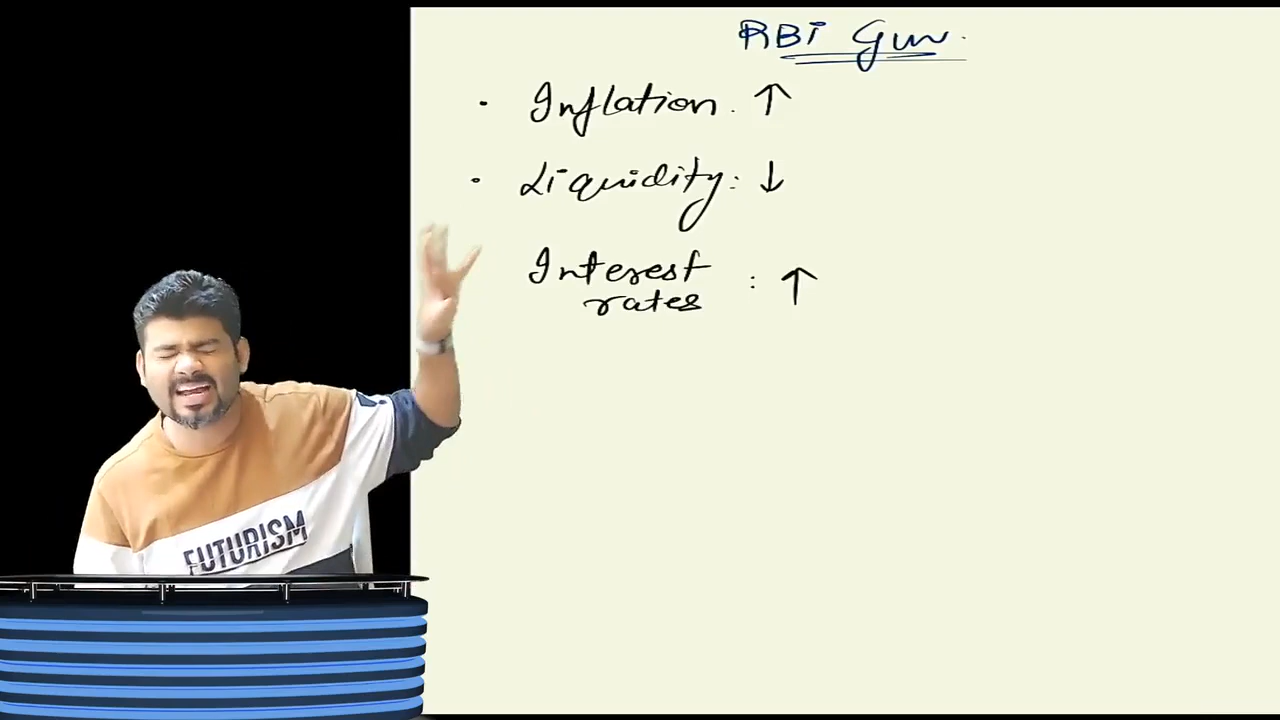 RBi Guv.
• Inflation. ↑
• Liquidity: ↓
Interest
rates : ↑
FUTURISM